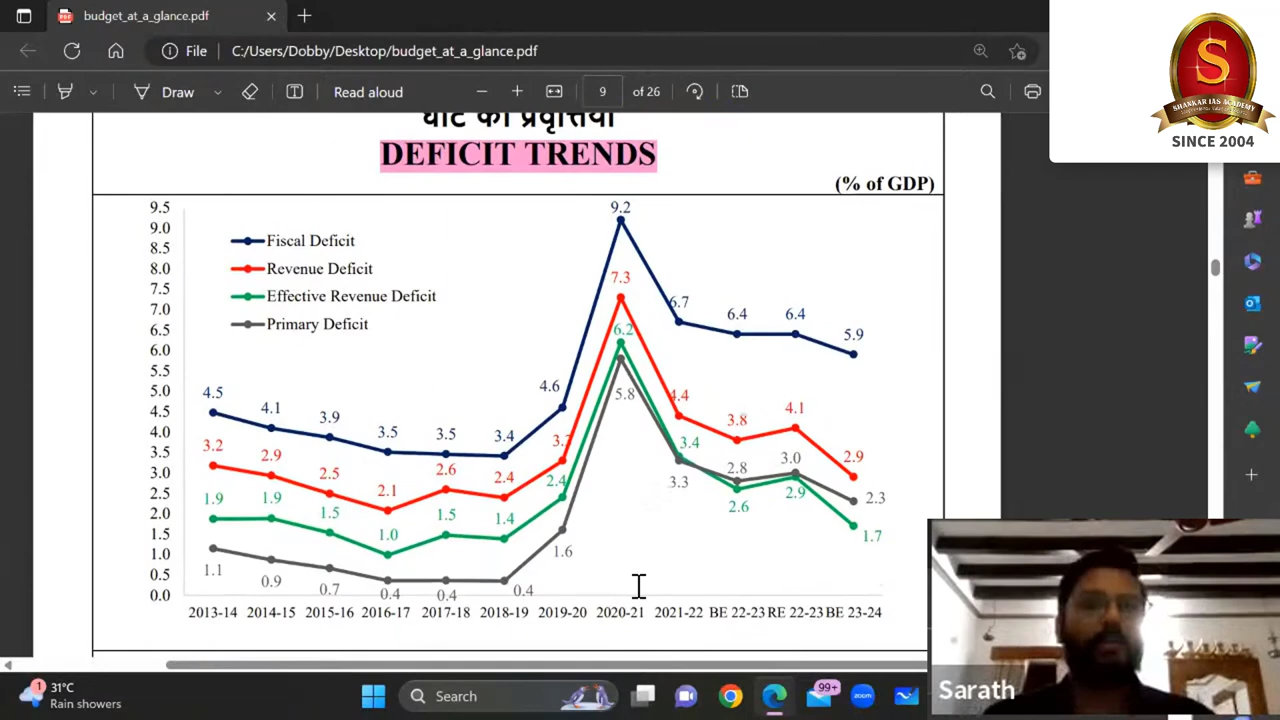 budget_at_a_glance.pdf
File C:/Users/Dobby/Desktop/budget_at_a_glance.pdf
Draw Read aloud 9 of 26
S
SHANKAR IAS ACADEMY
SINCE 2004
घाटे की प्रवृत्तियां
DEFICIT TRENDS
(% of GDP)
Fiscal Deficit
Revenue Deficit
Effective Revenue Deficit
Primary Deficit
9.5
9.0
8.5
8.0
7.5
7.0
6.5
6.0
5.5
5.0
4.5
4.0
3.5
3.0
2.5
2.0
1.5
1.0
0.5
0.0
4.5 4.1 3.9 3.5 3.5 3.4 4.6 9.2 6.7 6.4 6.4 5.9
3.2 2.9 2.5 2.1 2.6 2.4 7.3 4.4 3.8 4.1 2.9
1.9 1.9 1.5 1.0 1.5 1.4 2.4 6.2 3.4 2.6 2.9 1.7
1.1 0.9 0.7 0.4 0.4 0.4 1.6 5.8 3.3 2.8 3.0 2.3
2013-14 2014-15 2015-16 2016-17 2017-18 2018-19 2019-20 2020-21 2021-22 BE 22-23 RE 22-23 BE 23-24
Sarath
1
31°C
Rain showers
Search
99+
zoom